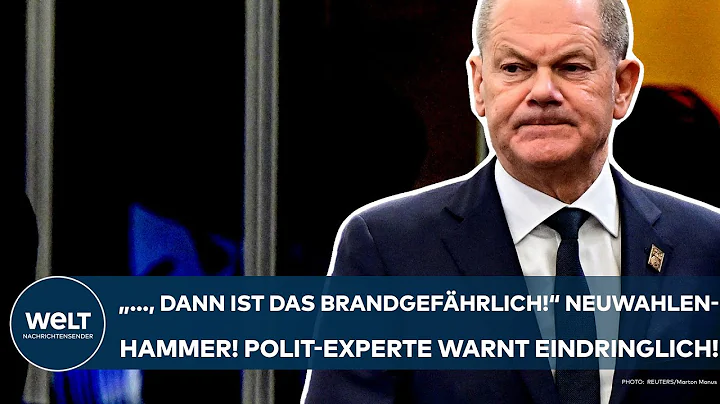 „..., DANN IST DAS BRANDGEFÄHRLICH!“ NEUWAHLEN-
HAMMER! POLIT-EXPERTE WARNT EINDRINGLICH!
WELT
NACHRICHTENSENDER
PHOTO: REUTERS/Marton Monus